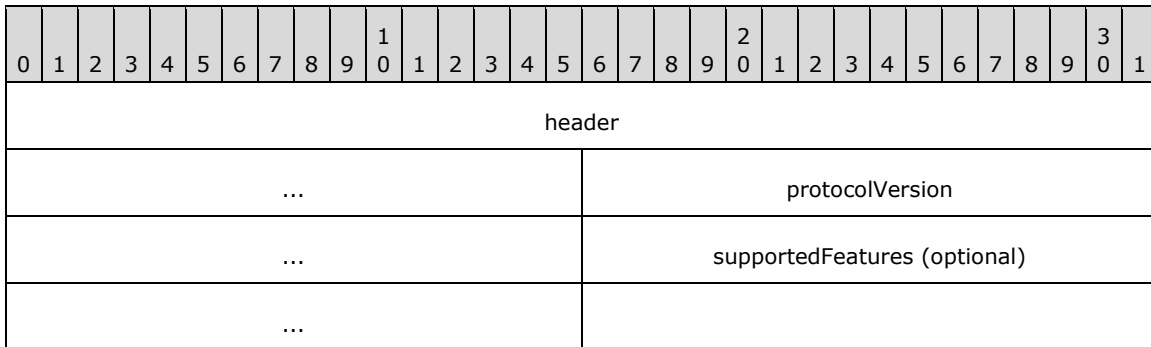 1 2 3
0 1 2 3 4 5 6 7 8 9 0 1 2 3 4 5 6 7 8 9 0 1 2 3 4 5 6 7 8 9 0 1
header
... protocolVersion
... supportedFeatures (optional)
...